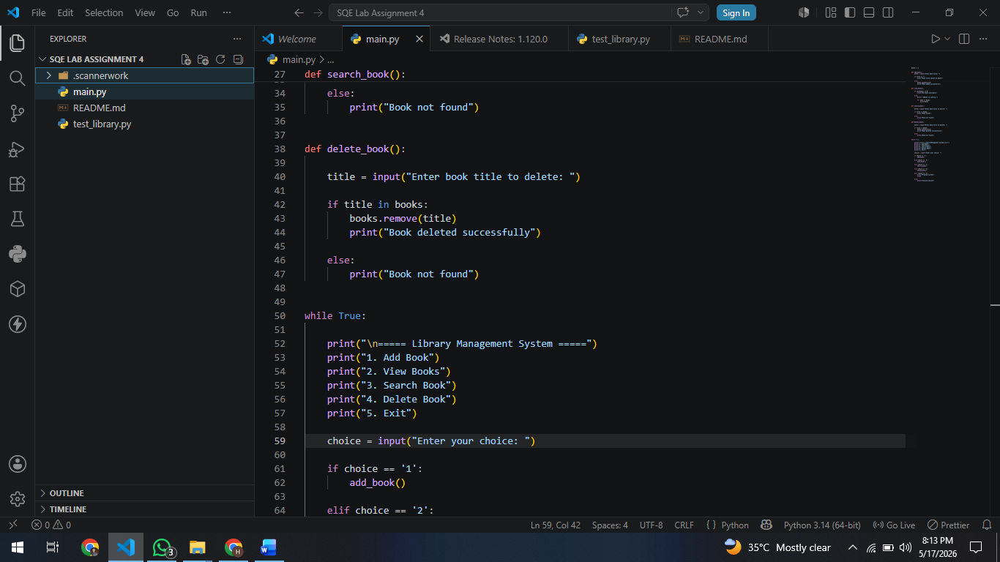 File Edit Selection View Go Run ···
SQE Lab Assignment 4
Sign In
EXPLORER
SQE LAB ASSIGNMENT 4
.scannerwork
main.py
README.md
test_library.py
OUTLINE
TIMELINE
Welcome
main.py
Release Notes: 1.120.0
test_library.py
README.md
main.py > ...
27 def search_book():
34 else:
35 print("Book not found")
36
37
38 def delete_book():
39
40 title = input("Enter book title to delete: ")
41
42 if title in books:
43 books.remove(title)
44 print("Book deleted successfully")
45
46 else:
47 print("Book not found")
48
49
50 while True:
51
52 print("\n===== Library Management System =====")
53 print("1. Add Book")
54 print("2. View Books")
55 print("3. Search Book")
56 print("4. Delete Book")
57 print("5. Exit")
58
59 choice = input("Enter your choice: ")
60
61 if choice == '1':
62 add_book()
63
64 elif choice == '2':
0 0
Ln 59, Col 42 Spaces: 4 UTF-8 CRLF { } Python Python 3.14 (64-bit) Go Live Prettier
3
35°C Mostly clear
8:13 PM
5/17/2026